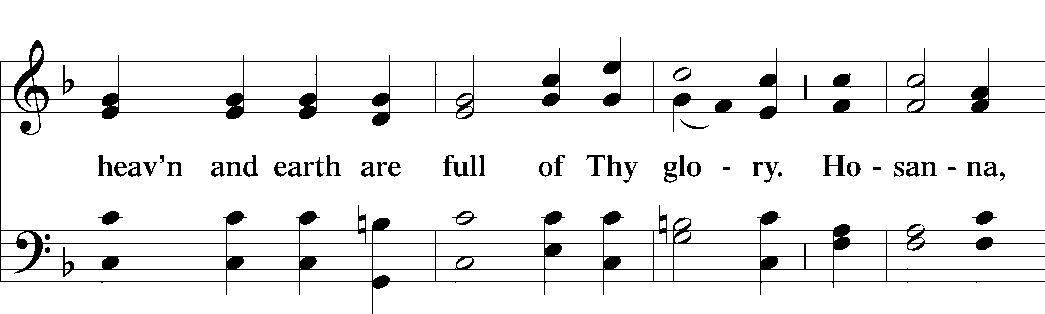 heav’n and earth are full of Thy glo - ry. Ho - san - na,